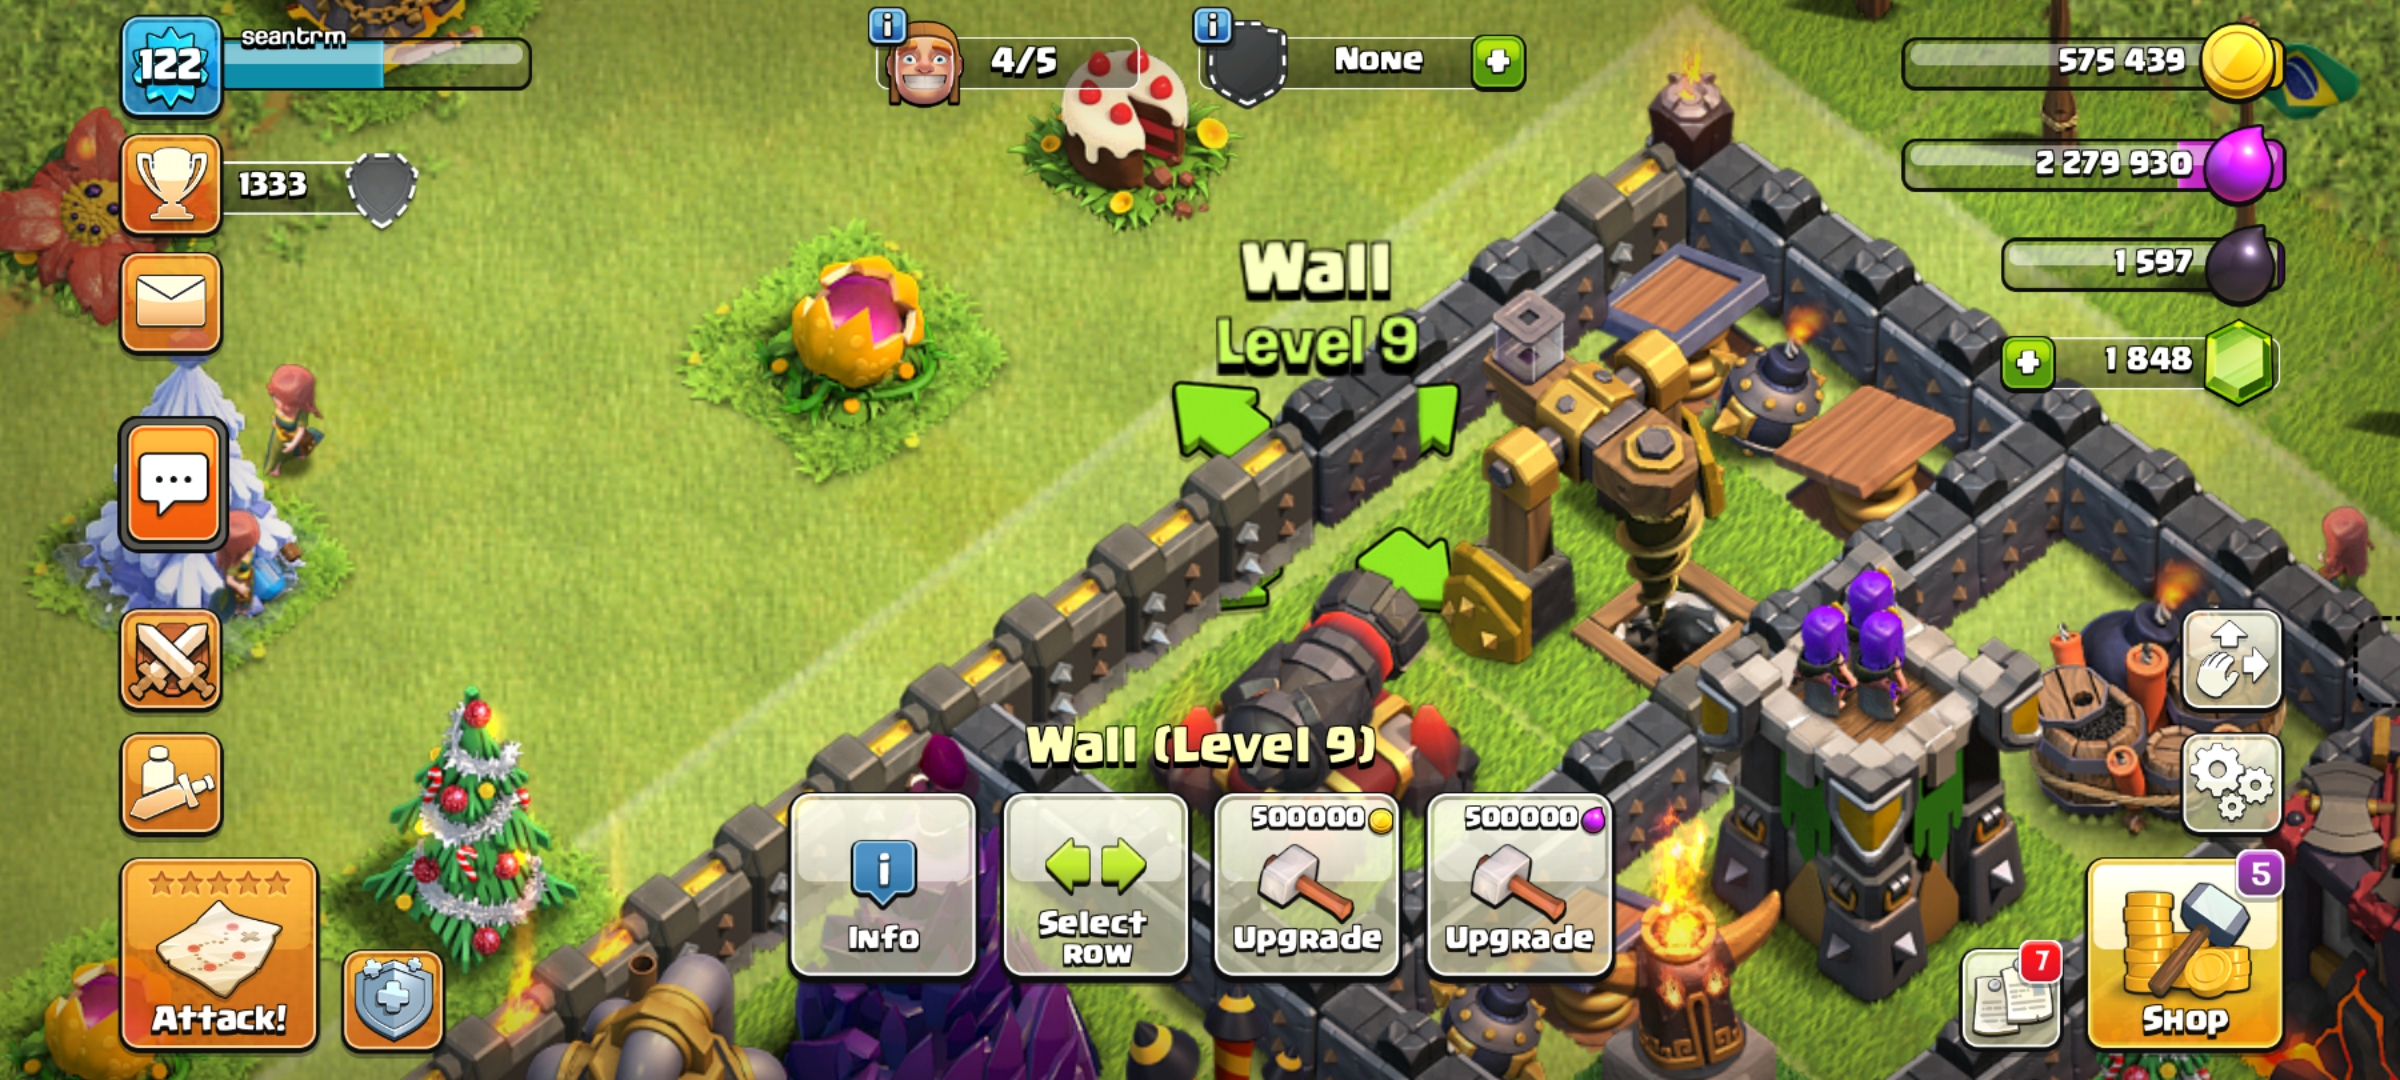 122
seantrm
4/5
None
575 439
1333
2 279 930
1 597
1 848
Wall
Level 9
Wall (Level 9)
Info
Select
Row
500000
Upgrade
500000
Upgrade
Attack!
7
5
Shop